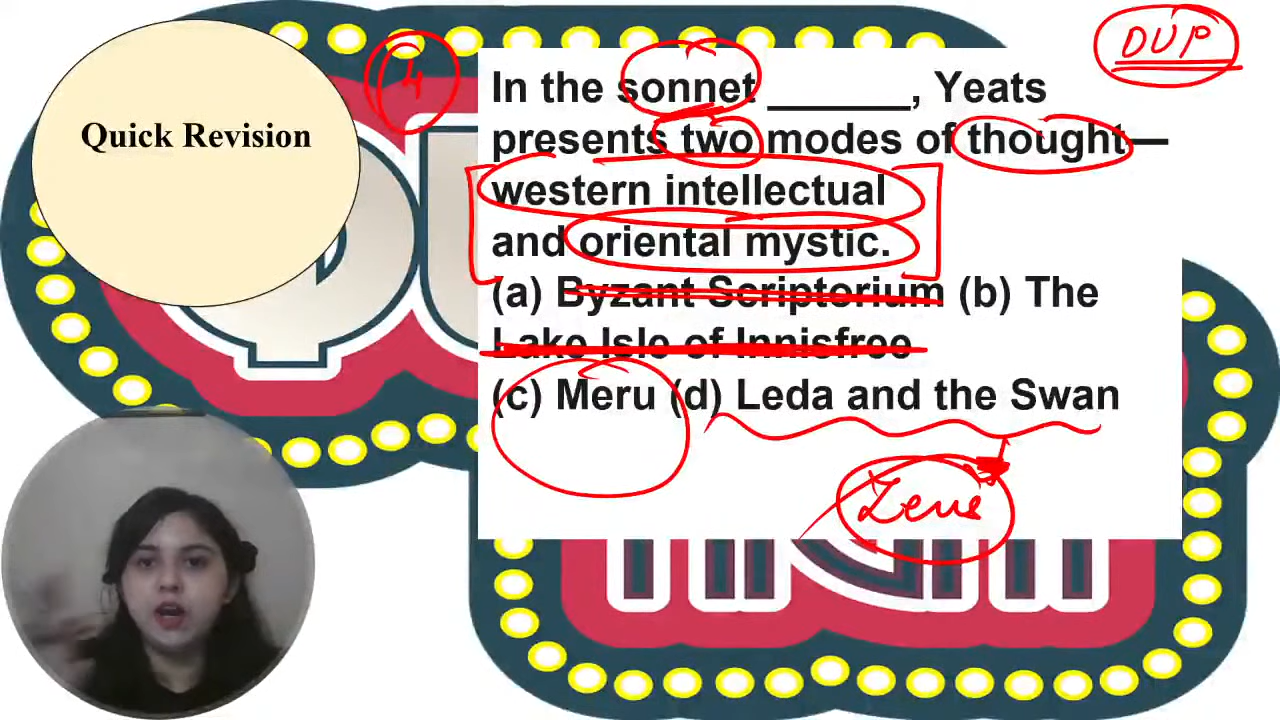 Quick Revision
4
DUP
In the sonnet ______, Yeats
presents two modes of thought—
western intellectual
and oriental mystic.
(a) Byzant Scriptorium (b) The
Lake Isle of Innisfree
(c) Meru (d) Leda and the Swan
Zeus